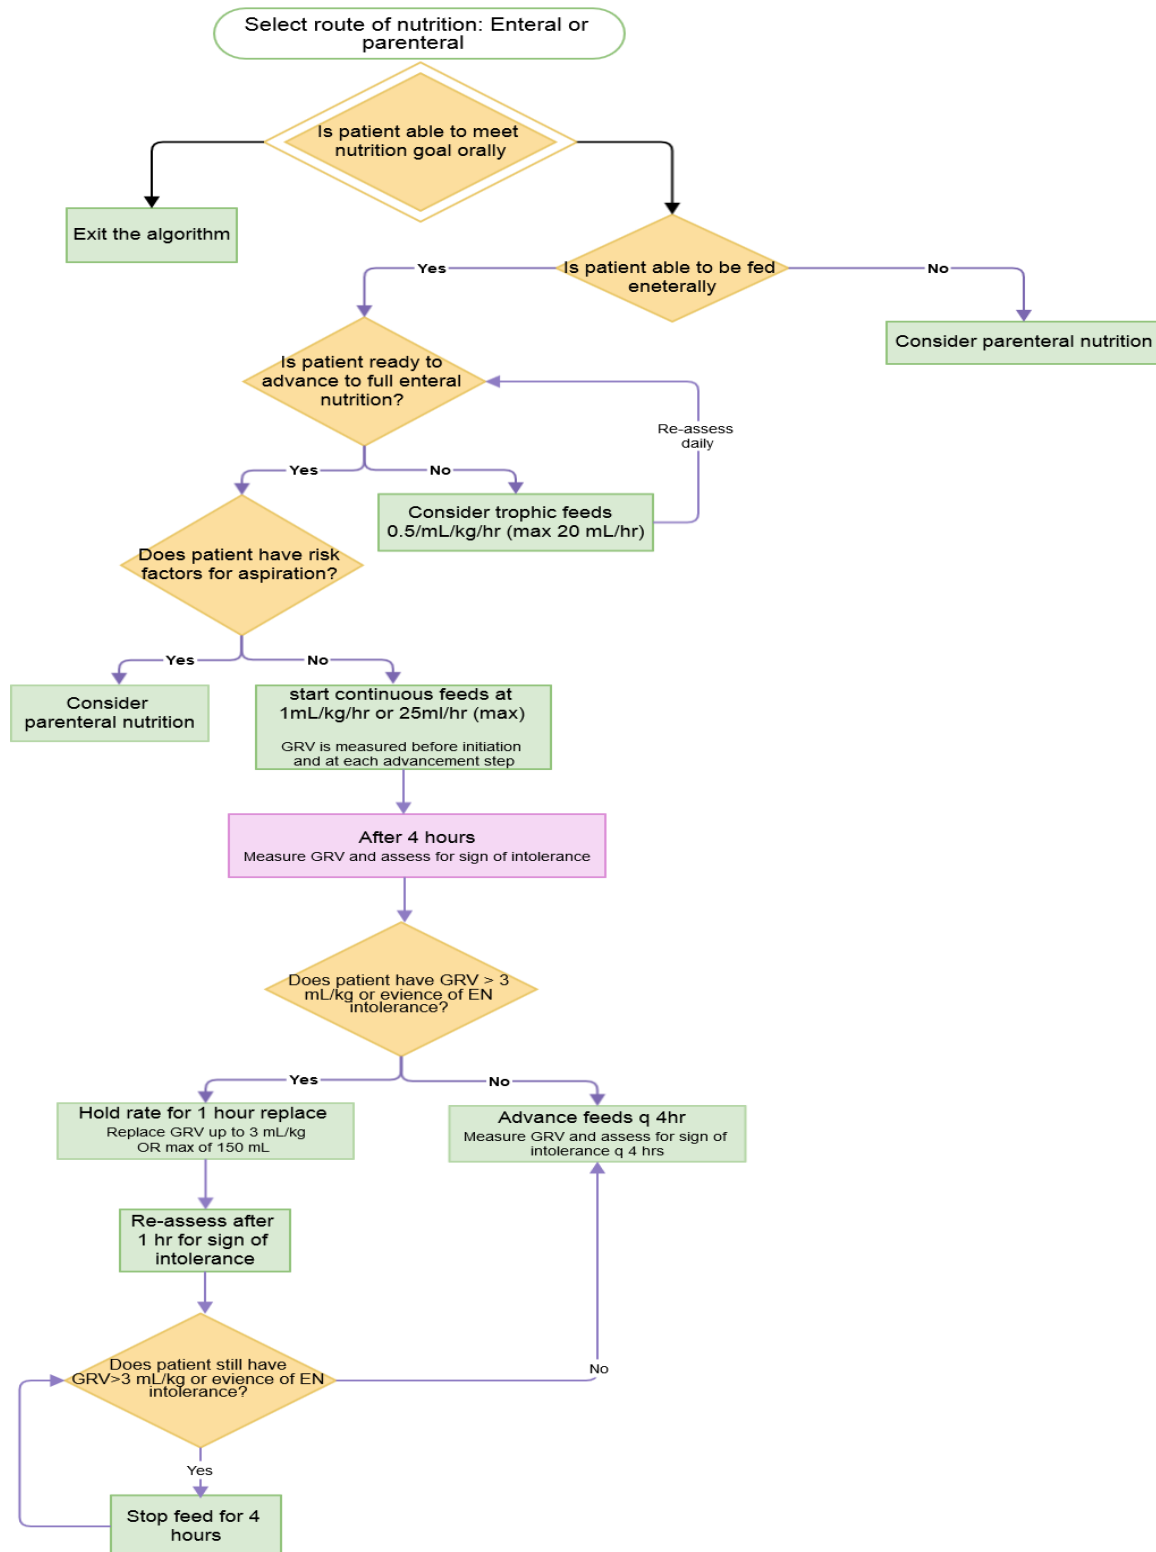 Select route of nutrition: Enteral or
parenteral
Is patient able to meet
nutrition goal orally
Exit the algorithm
Is patient able to be fed
eneterally
Yes
No
Consider parenteral nutrition
Is patient ready to
advance to full enteral
nutrition?
Re-assess
daily
Yes
No
Consider trophic feeds
0.5/mL/kg/hr (max 20 mL/hr)
Does patient have risk
factors for aspiration?
Yes
No
Consider
parenteral nutrition
start continuous feeds at
1mL/kg/hr or 25ml/hr (max)
GRV is measured before initiation
and at each advancement step
After 4 hours
Measure GRV and assess for sign of intolerance
Does patient have GRV > 3
mL/kg or evience of EN
intolerance?
Yes
No
Hold rate for 1 hour replace
Replace GRV up to 3 mL/kg
OR max of 150 mL
Advance feeds q 4hr
Measure GRV and assess for sign of
intolerance q 4 hrs
Re-assess after
1 hr for sign of
intolerance
Does patient still have
GRV>3 mL/kg or evience of EN
intolerance?
No
Yes
Stop feed for 4
hours